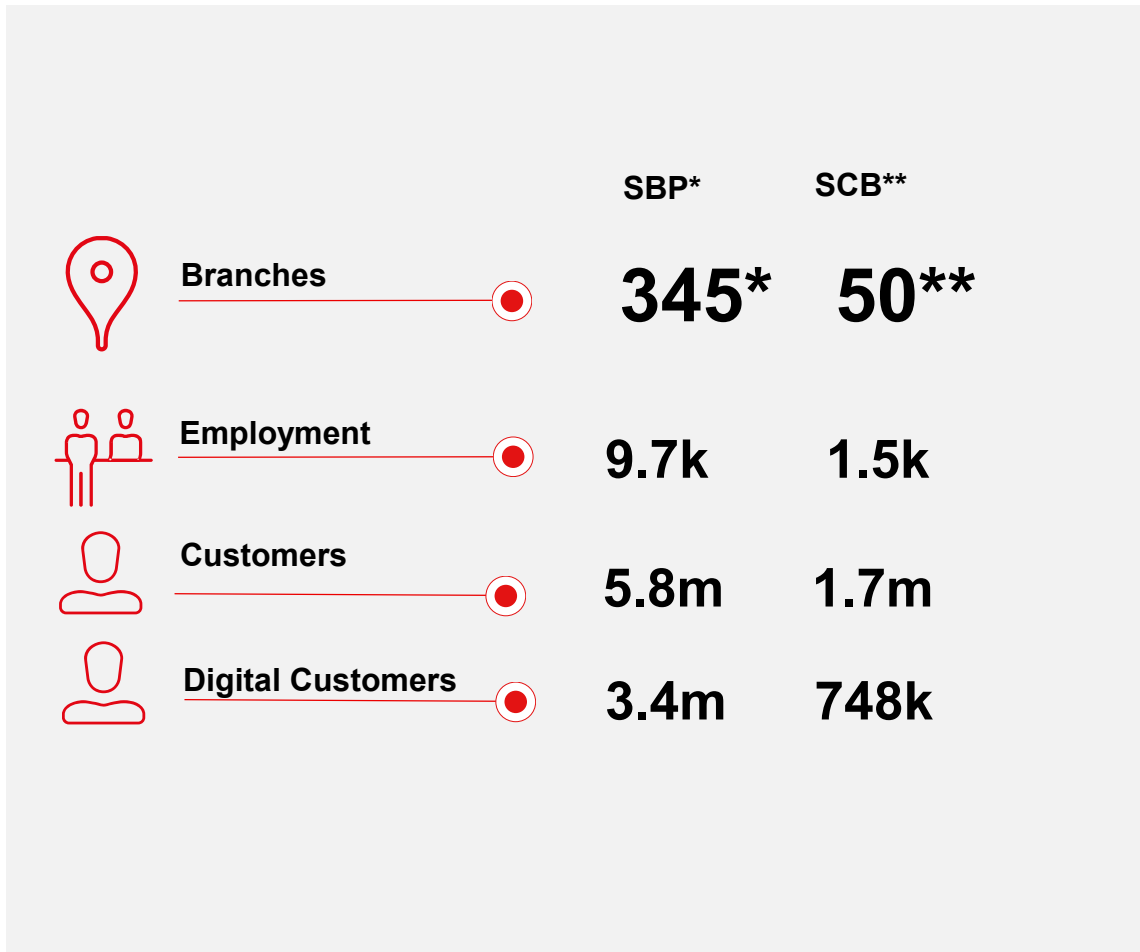 SBP* SCB**
Branches 345* 50**
Employment 9.7k 1.5k
Customers 5.8m 1.7m
Digital Customers 3.4m 748k